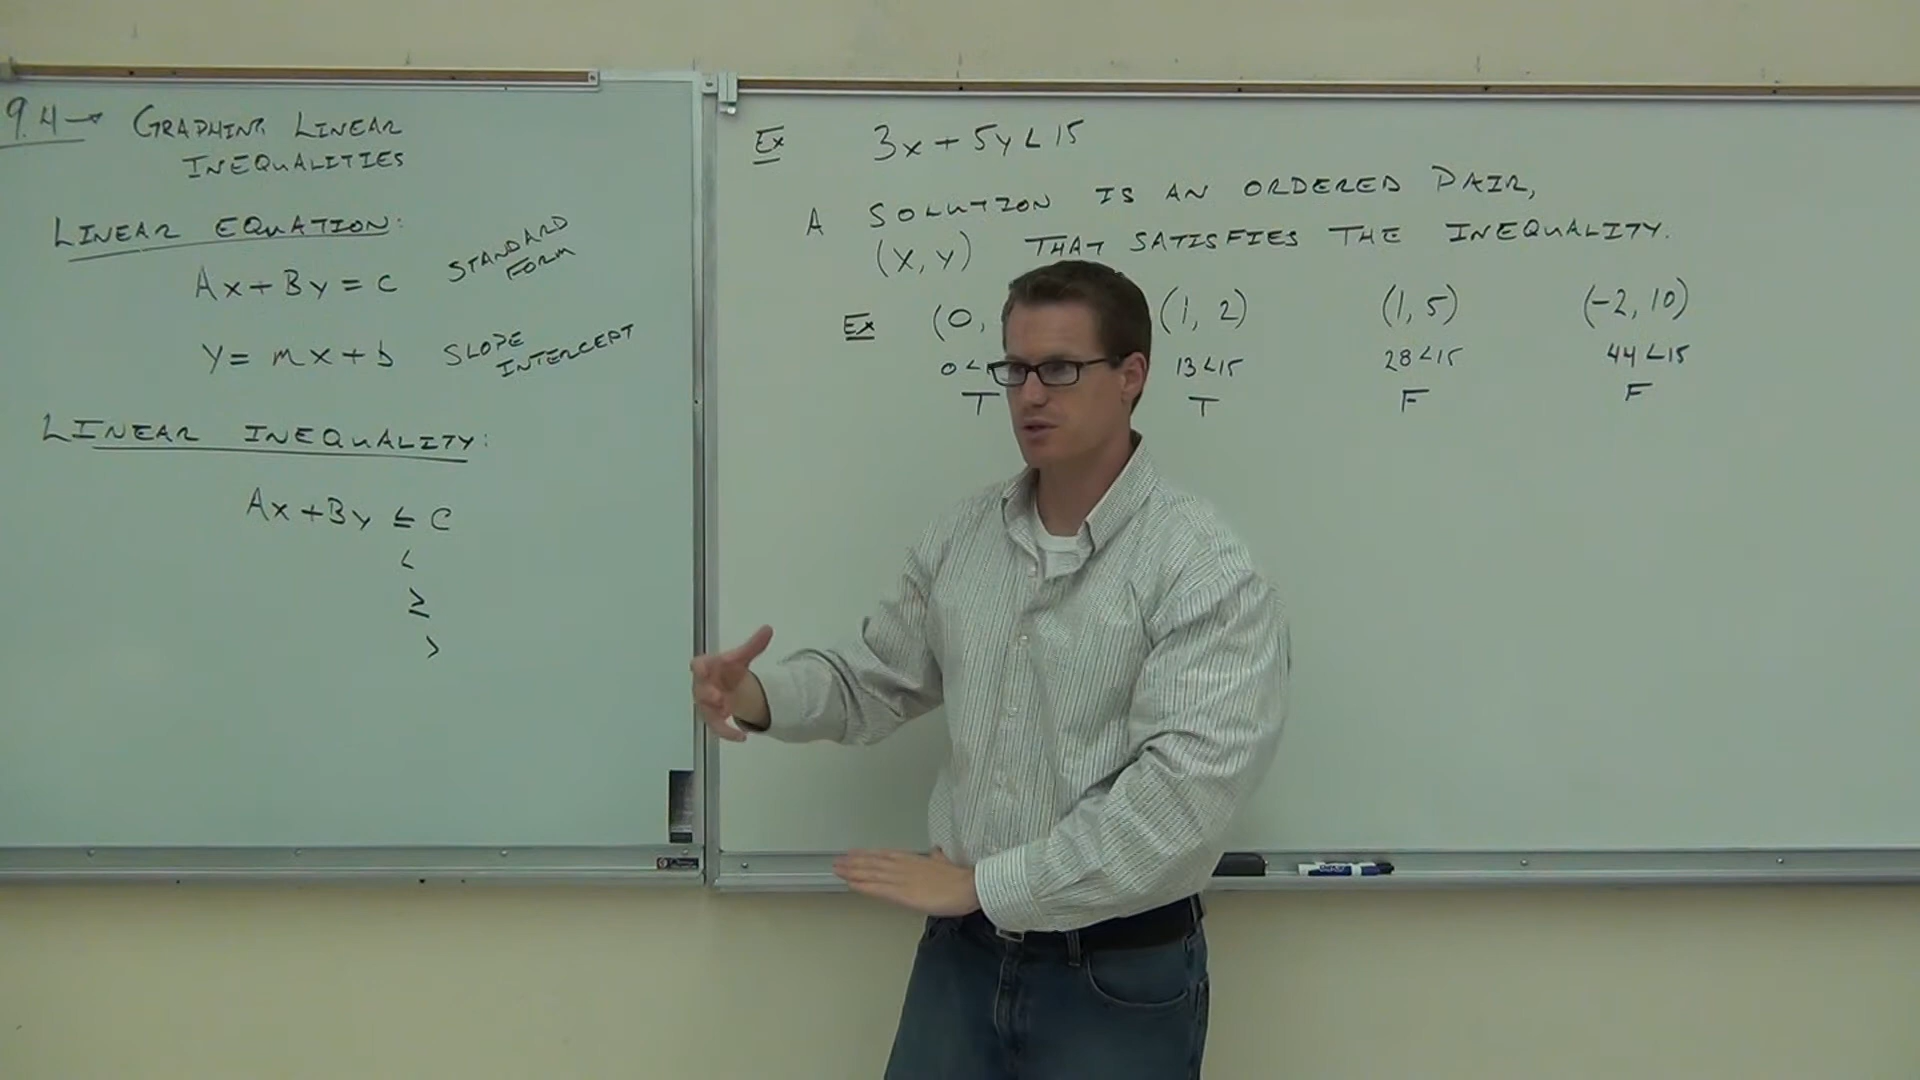 9.4 → GRAPHING LINEAR
INEQUALITIES
LINEAR EQUATION:
Ax + By = C STANDARD FORM
y = mx + b SLOPE INTERCEPT
LINEAR INEQUALITY:
Ax + By ≤ C
<
≥
>
Ex 3x + 5y < 15
A SOLUTION IS AN ORDERED PAIR,
(x, y) THAT SATISFIES THE INEQUALITY.
Ex (0, (1, 2) (1, 5) (-2, 10)
0 < 13 < 15 28 < 15 44 < 15
T T F F